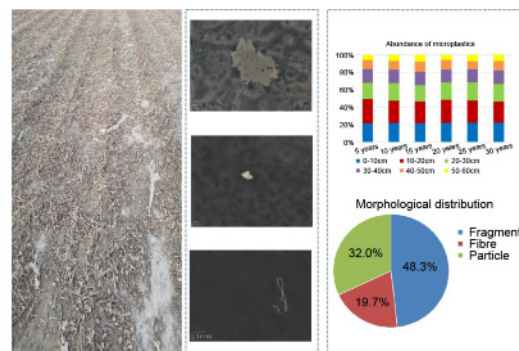 Abundance of microplastics
100%
80%
60%
40%
20%
0%
5 years 10 years 15 years 20 years 25 years 30 years
0-10cm 10-20cm 20-30cm
30-40cm 40-50cm 50-60cm
Morphological distribution
Fragment
Fibre
Particle
32.0%
48.3%
19.7%